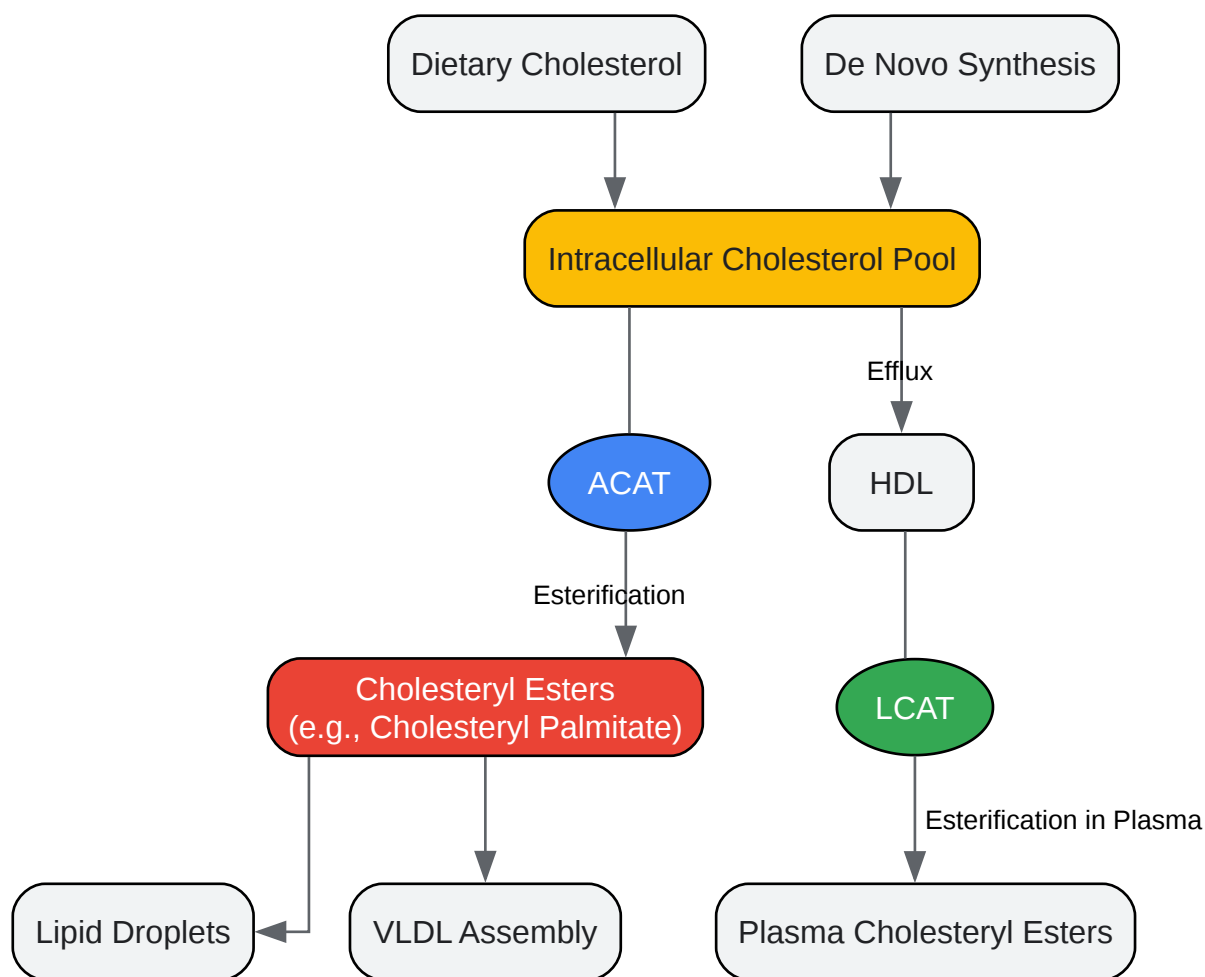 Dietary Cholesterol
De Novo Synthesis
Intracellular Cholesterol Pool
Efflux
ACAT
HDL
Esterification
Cholesteryl Esters
(e.g., Cholesteryl Palmitate)
LCAT
Esterification in Plasma
Lipid Droplets
VLDL Assembly
Plasma Cholesteryl Esters